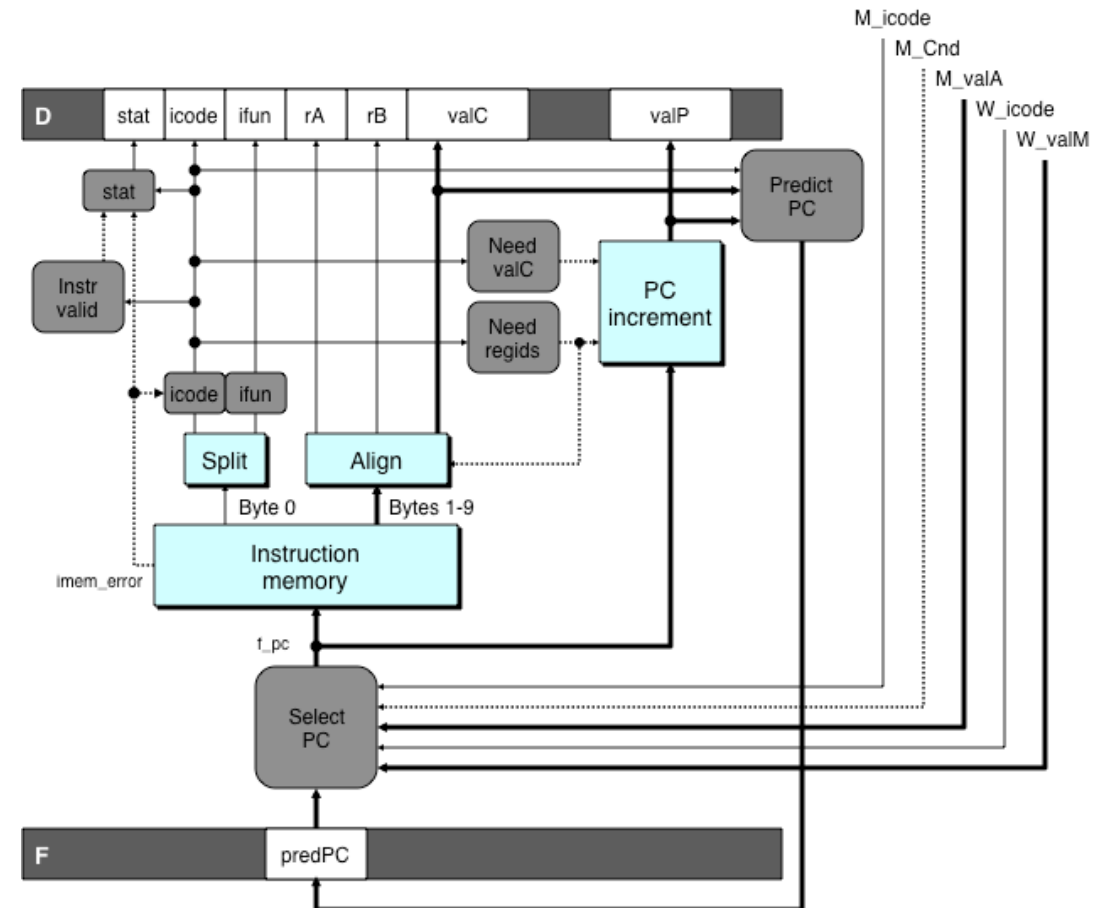 M_icode
M_Cnd
M_valA
W_icode
W_valM
D stat icode ifun rA rB valC valP
stat
Predict
PC
Need
valC
Instr
valid
PC
increment
Need
regids
icode ifun
Split
Align
Byte 0
Bytes 1-9
Instruction
memory
imem_error
f_pc
Select
PC
F predPC